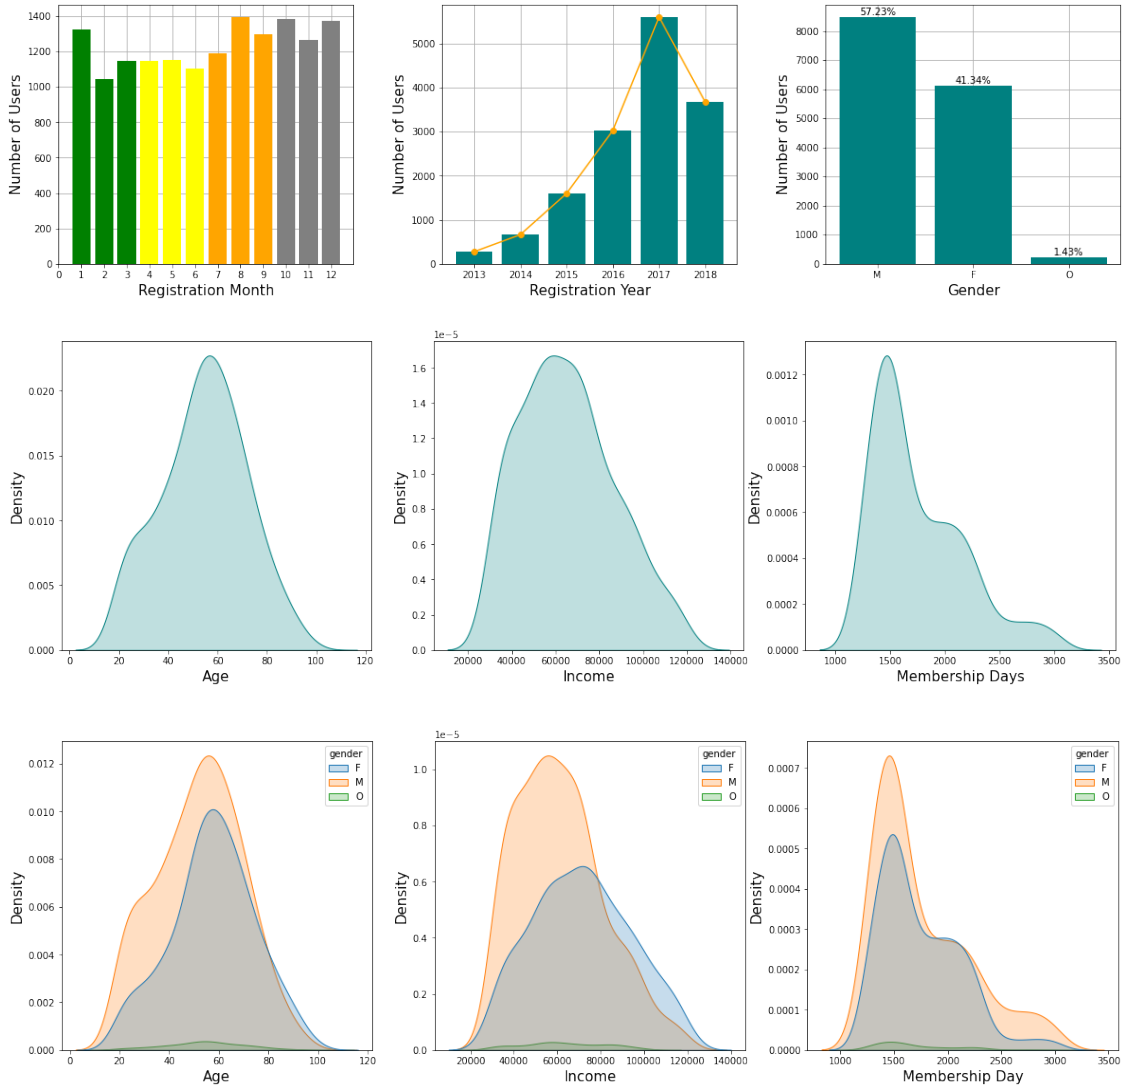 1400
1200
1000
800
600
400
200
0
Number of Users
0 1 2 3 4 5 6 7 8 9 10 11 12
Registration Month
5000
4000
3000
2000
1000
0
Number of Users
2013 2014 2015 2016 2017 2018
Registration Year
57.23%
41.34%
1.43%
8000
7000
6000
5000
4000
3000
2000
1000
0
Number of Users
M F O
Gender
0.020
0.015
0.010
0.005
0.000
Density
0 20 40 60 80 100 120
Age
1e−5
1.6
1.4
1.2
1.0
0.8
0.6
0.4
0.2
0.0
Density
20000 40000 60000 80000 100000 120000 140000
Income
0.0012
0.0010
0.0008
0.0006
0.0004
0.0002
0.0000
Density
1000 1500 2000 2500 3000 3500
Membership Days
0.012
0.010
0.008
0.006
0.004
0.002
0.000
Density
gender
F
M
O
0 20 40 60 80 100 120
Age
1e−5
1.0
0.8
0.6
0.4
0.2
0.0
Density
gender
F
M
O
20000 40000 60000 80000 100000 120000 140000
Income
0.0007
0.0006
0.0005
0.0004
0.0003
0.0002
0.0001
0.0000
Density
gender
F
M
O
1000 1500 2000 2500 3000 3500
Membership Day